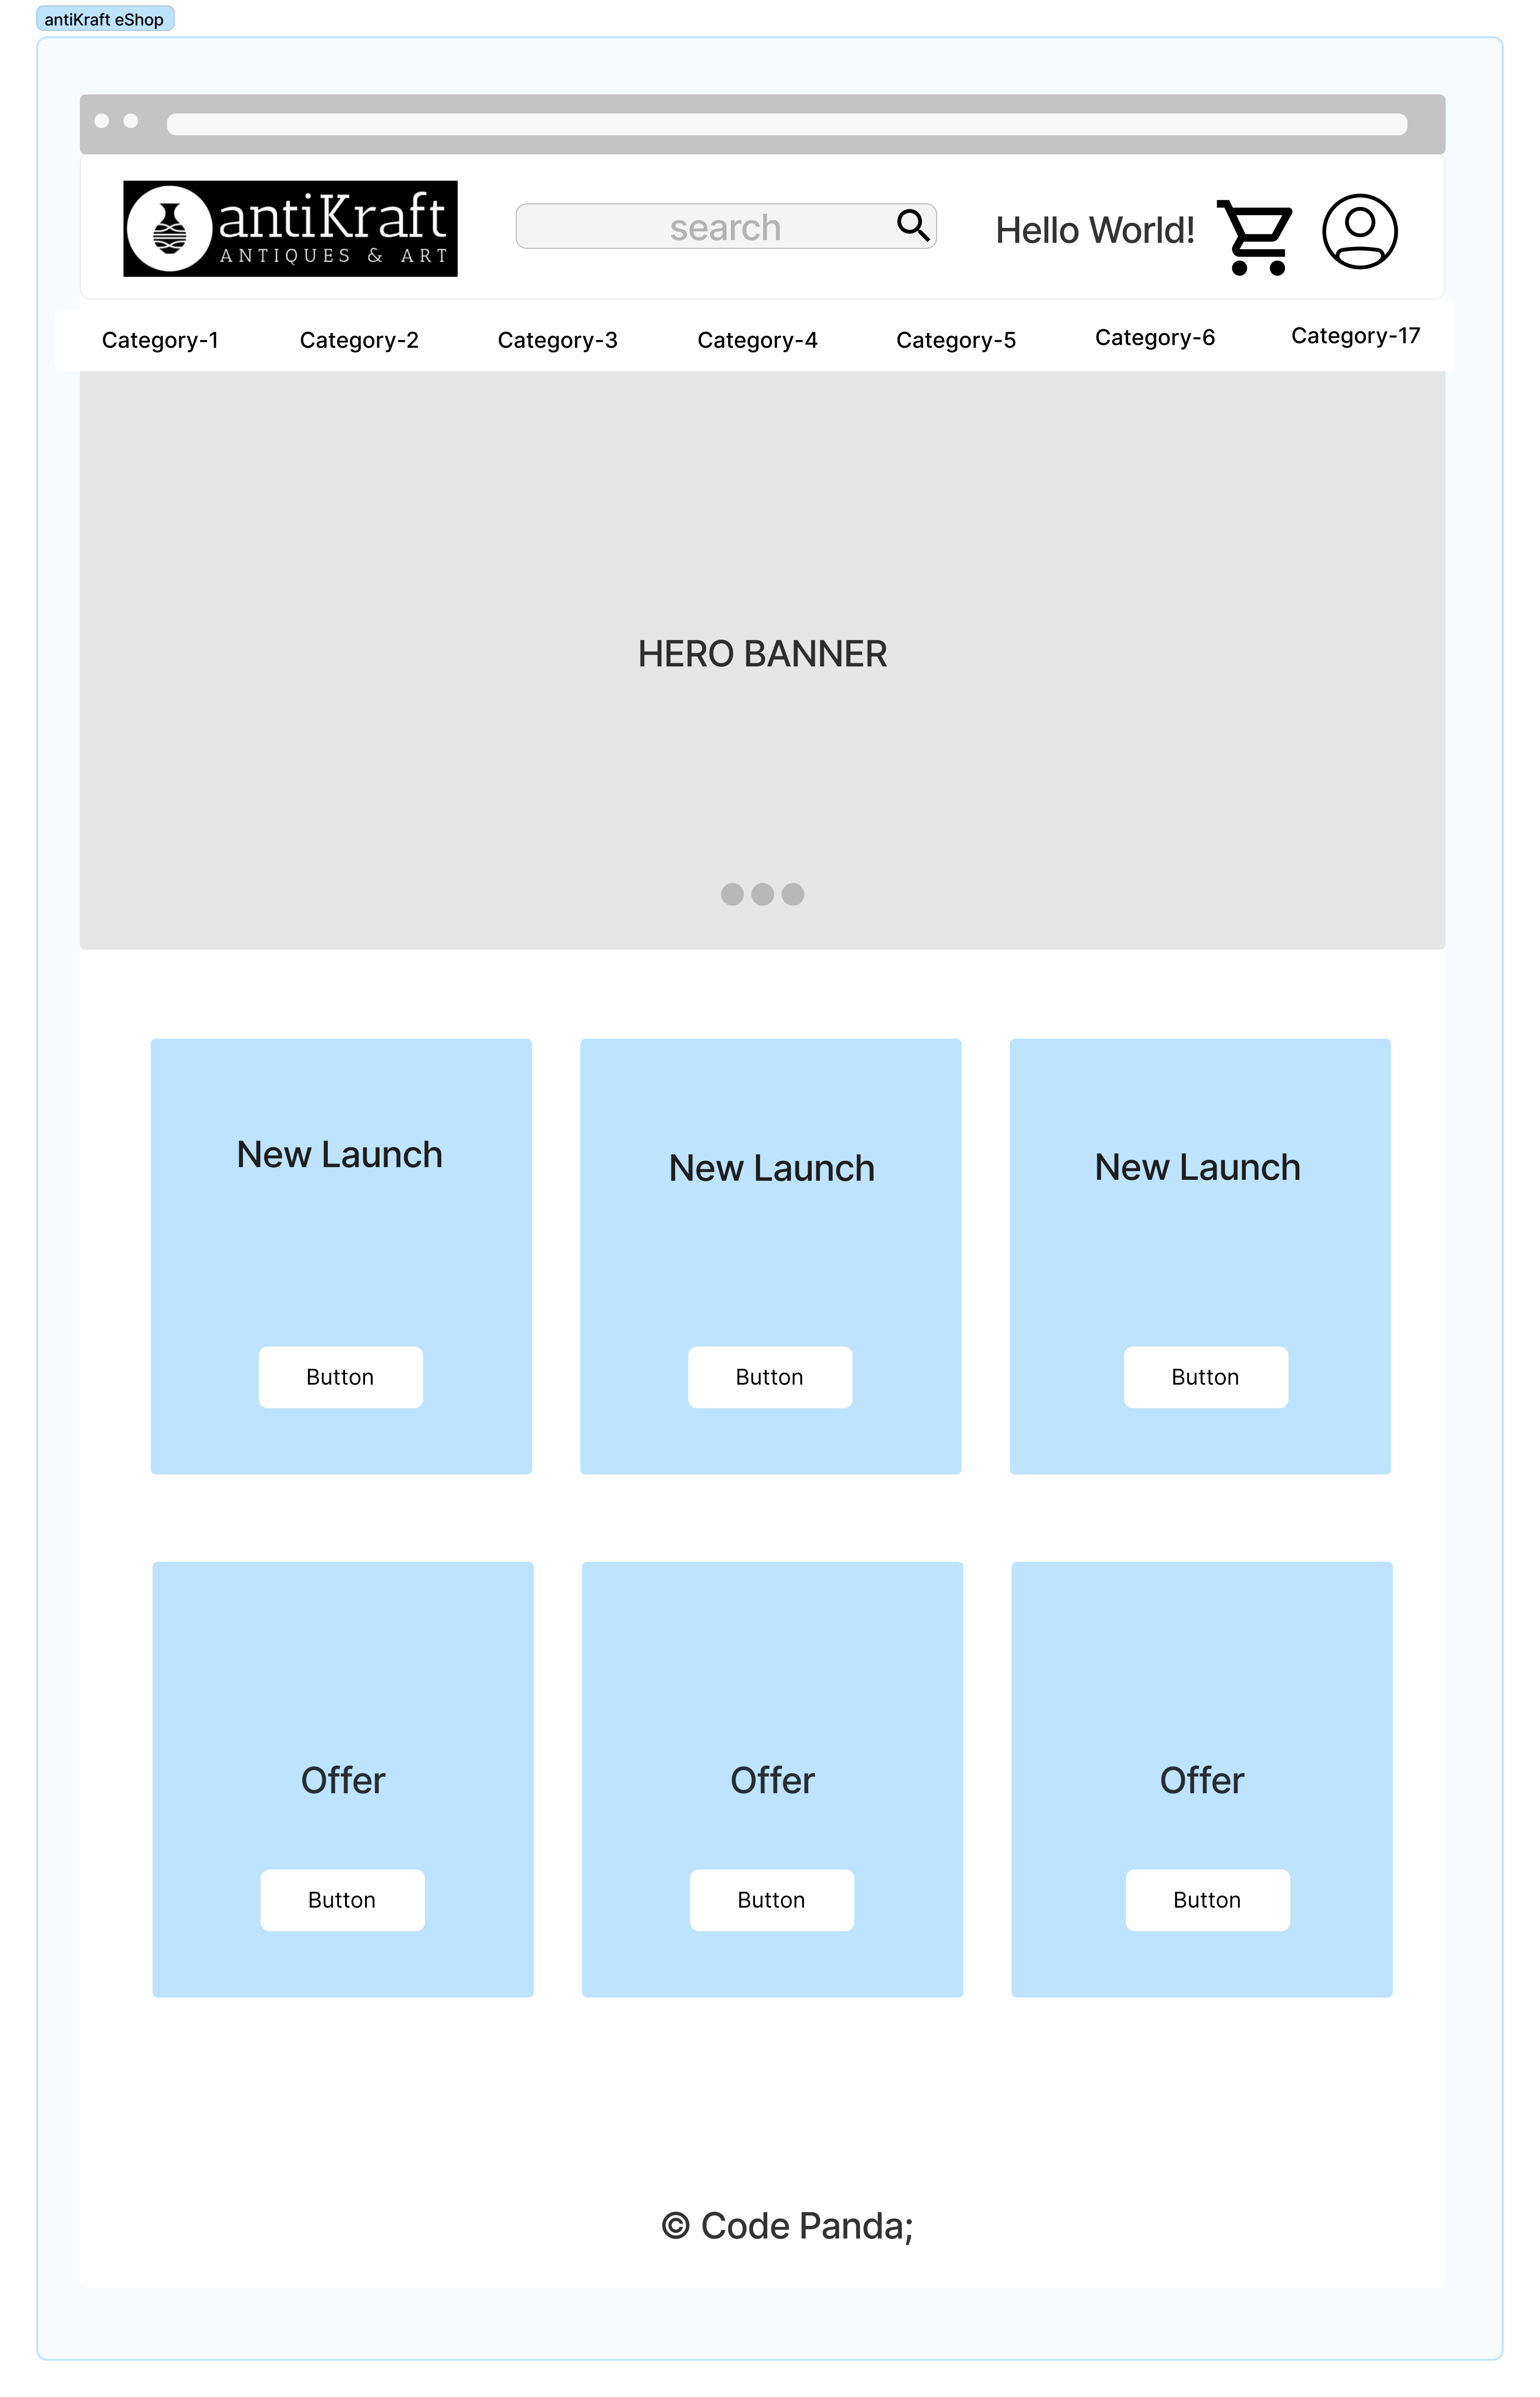 antiKraft eShop
antiKraft
ANTIQUES & ART
search
Hello World!
Category-1
Category-2
Category-3
Category-4
Category-5
Category-6
Category-17
HERO BANNER
New Launch
New Launch
New Launch
Button
Button
Button
Offer
Offer
Offer
Button
Button
Button
© Code Panda;